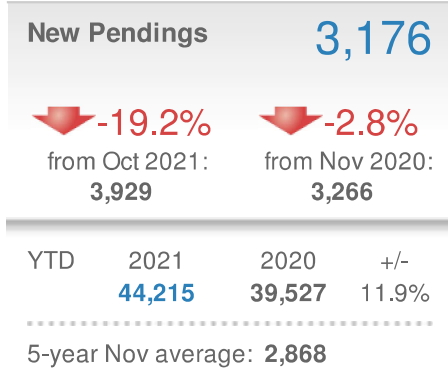 New Pendings 3,176
-19.2% -2.8%
from Oct 2021: from Nov 2020:
3,929 3,266
YTD 2021 2020 +/-
44,215 39,527 11.9%
5-year Nov average: 2,868